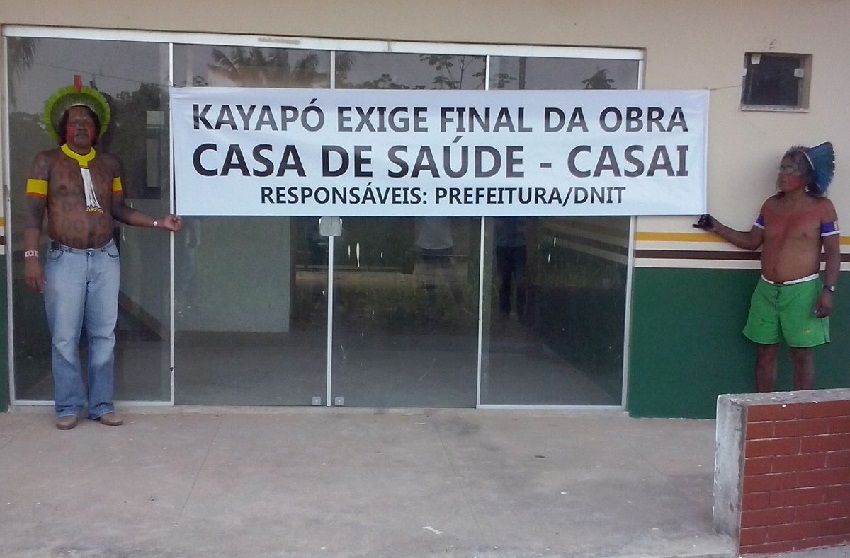 KAYAPÓ EXIGE FINAL DA OBRA
CASA DE SAÚDE - CASAI
RESPONSÁVEIS: PREFEITURA/DNIT